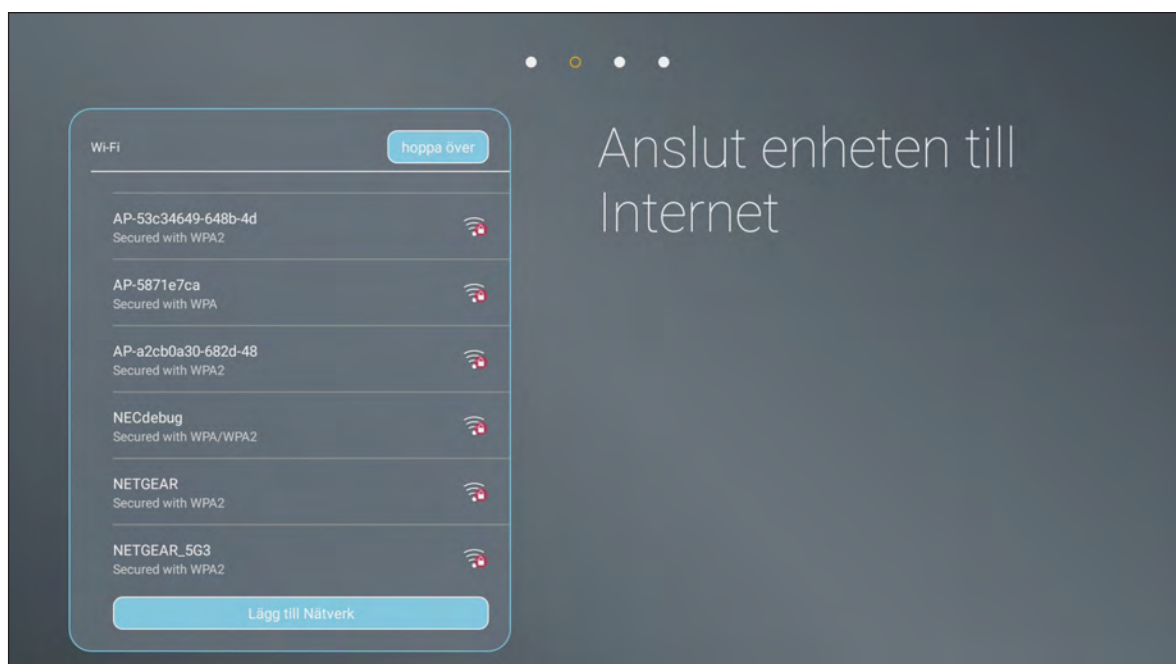 Wi-Fi
hoppa över
AP-53c34649-648b-4d
Secured with WPA2
AP-5871e7ca
Secured with WPA
AP-a2cb0a30-682d-48
Secured with WPA2
NECdebug
Secured with WPA/WPA2
NETGEAR
Secured with WPA2
NETGEAR_5G3
Secured with WPA2
Lägg till Nätverk
Anslut enheten till
Internet